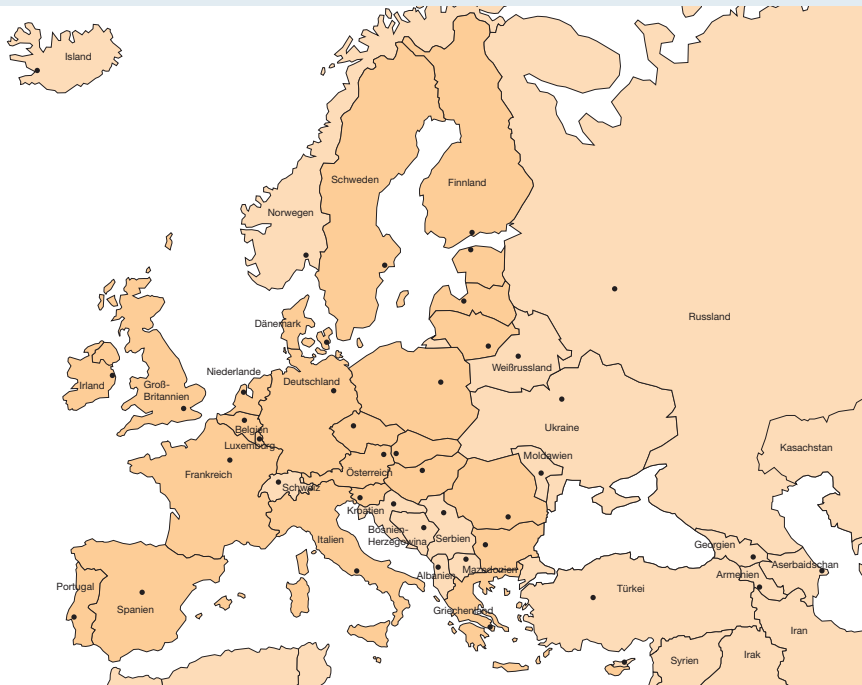 Island
Schweden
Finnland
Norwegen
Russland
Dänemark
Weißrussland
Niederlande
Irland
Groß-
Britannien
Deutschland
Ukraine
Belgien
Luxemburg
Kasachstan
Moldawien
Frankreich
Österreich
Schweiz
Kroatien
Bosnien-
Herzegowina
Serbien
Italien
Georgien
Aserbaidschan
Albanien
Mazedonien
Armenien
Portugal
Spanien
Türkei
Griechenland
Iran
Irak
Syrien